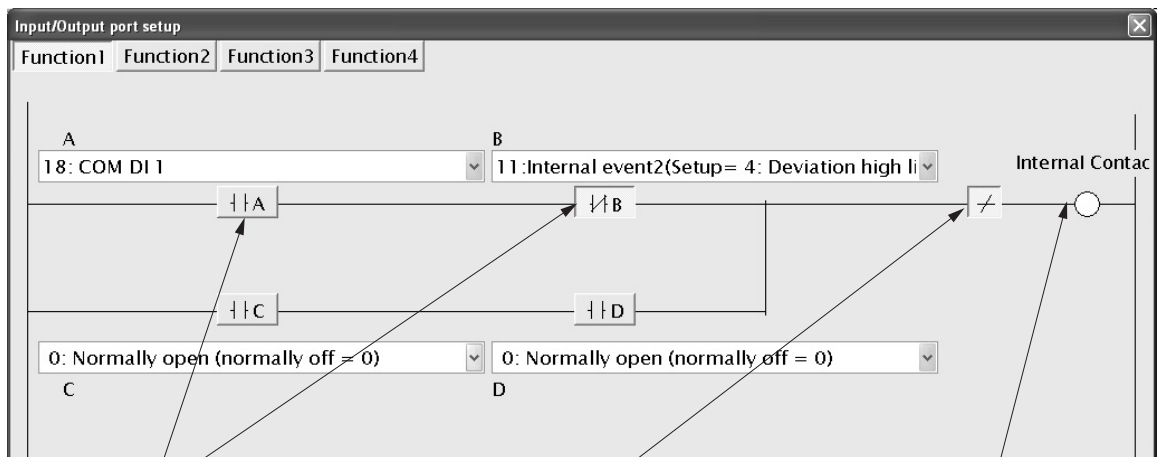 Input/Output port setup
Function1 Function2 Function3 Function4
A B
18: COM DI 1 11:Internal event2(Setup= 4: Deviation high li
Internal Contac
A B
C D
0: Normally open (normally off = 0) 0: Normally open (normally off = 0)
C D